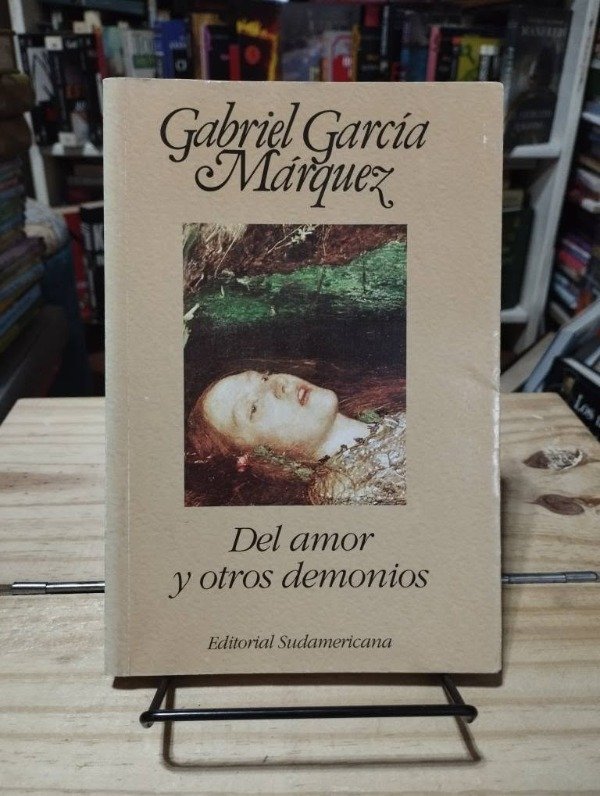 Gabriel García
Márquez
Del amor
y otros demonios
Editorial Sudamericana